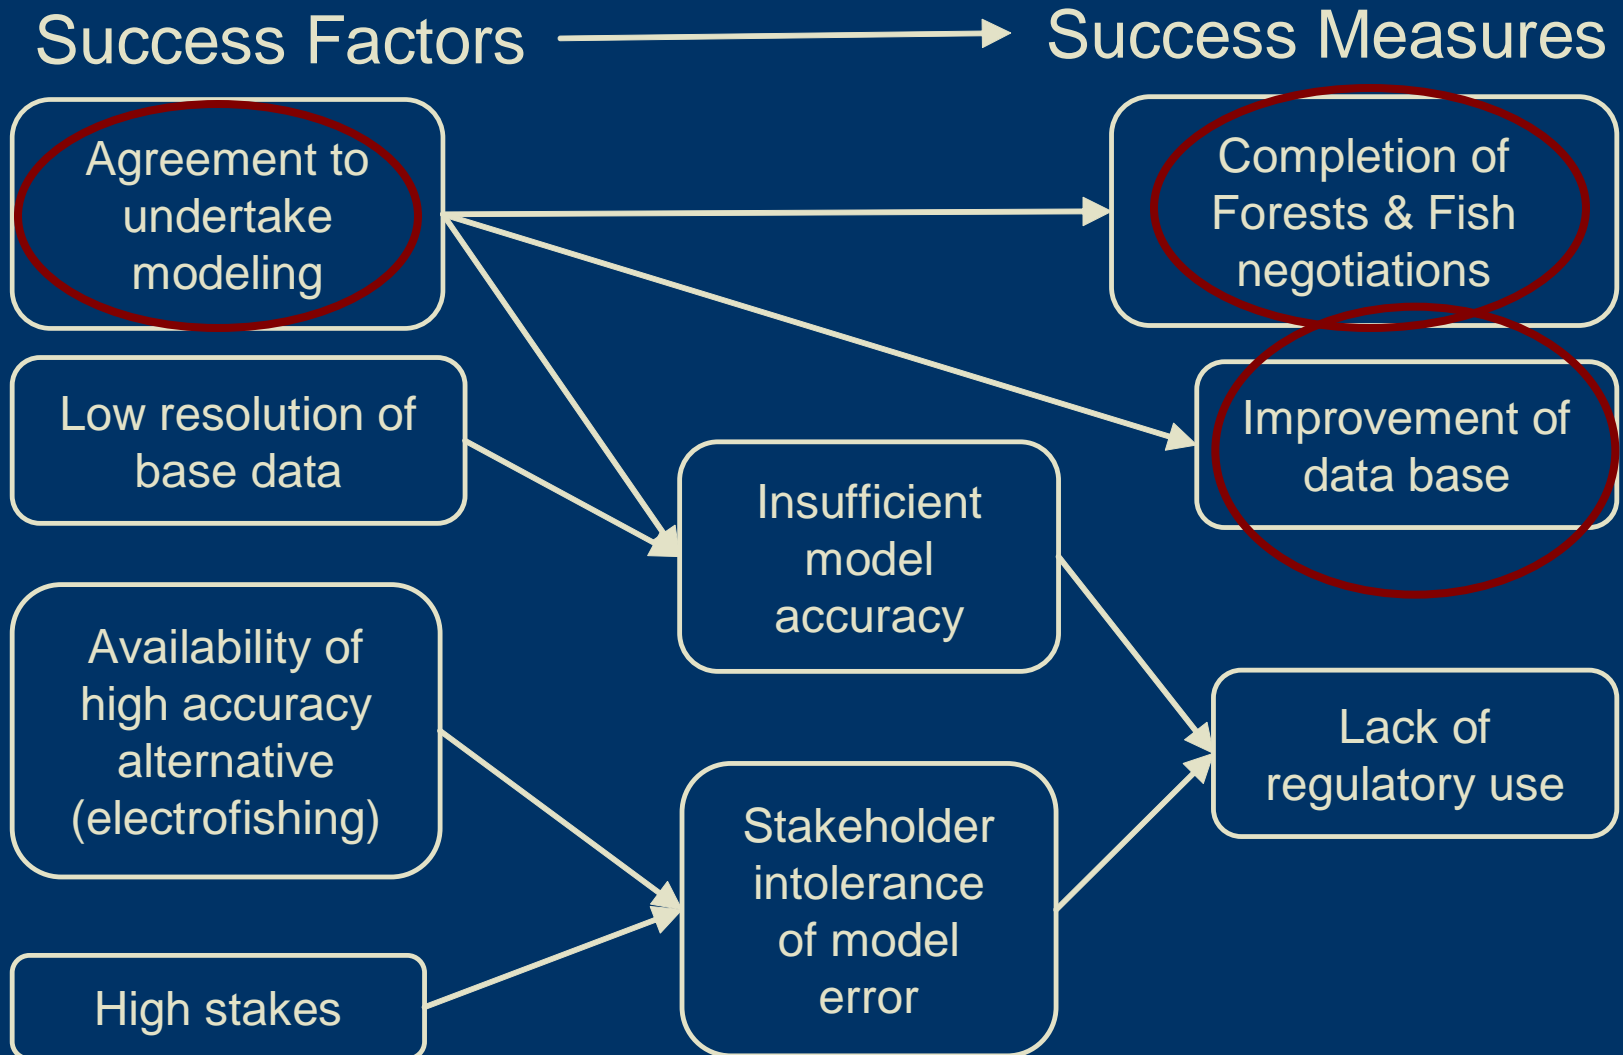 Success Factors
Success Measures
Agreement to
undertake
modeling
Completion of
Forests & Fish
negotiations
Low resolution of
base data
Improvement of
data base
Insufficient
model
accuracy
Availability of
high accuracy
alternative
(electrofishing)
Lack of
regulatory use
Stakeholder
intolerance
of model
error
High stakes